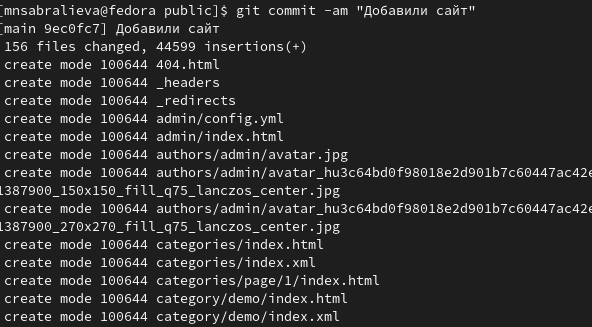 [mnsabralieva@fedora public]$ git commit -am "Добавили сайт"
[main 9ec0fc7] Добавили сайт
156 files changed, 44599 insertions(+)
create mode 100644 404.html
create mode 100644 _headers
create mode 100644 _redirects
create mode 100644 admin/config.yml
create mode 100644 admin/index.html
create mode 100644 authors/admin/avatar.jpg
create mode 100644 authors/admin/avatar_hu3c64bd0f98018e2d901b7c60447ac42e
1387900_150x150_fill_q75_lanczos_center.jpg
create mode 100644 authors/admin/avatar_hu3c64bd0f98018e2d901b7c60447ac42e
1387900_270x270_fill_q75_lanczos_center.jpg
create mode 100644 categories/index.html
create mode 100644 categories/index.xml
create mode 100644 categories/page/1/index.html
create mode 100644 category/demo/index.html
create mode 100644 category/demo/index.xml